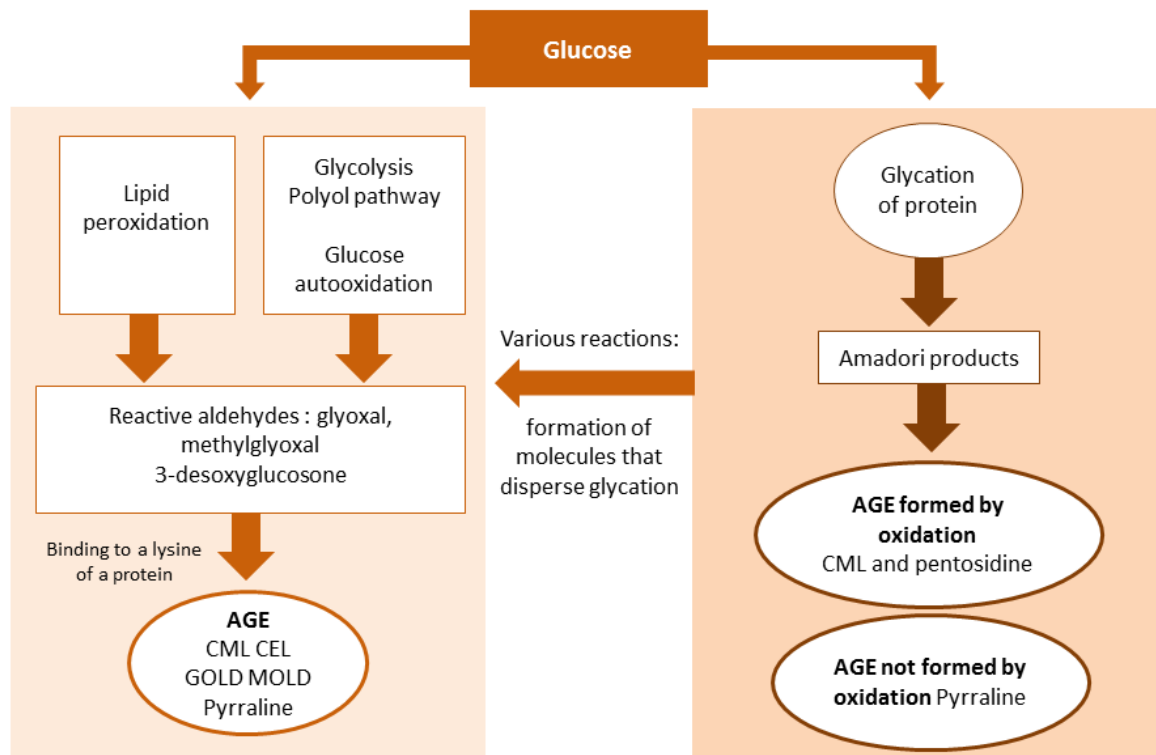 Glucose
Lipid
peroxidation
Glycolysis
Polyol pathway
Glucose
autooxidation
Reactive aldehydes : glyoxal,
methylglyoxal
3-desoxyglucosone
Binding to a lysine
of a protein
AGE
CML CEL
GOLD MOLD
Pyrraline
Various reactions:
formation of
molecules that
disperse glycation
Glycation
of protein
Amadori products
AGE formed by
oxidation
CML and pentosidine
AGE not formed by
oxidation Pyrraline